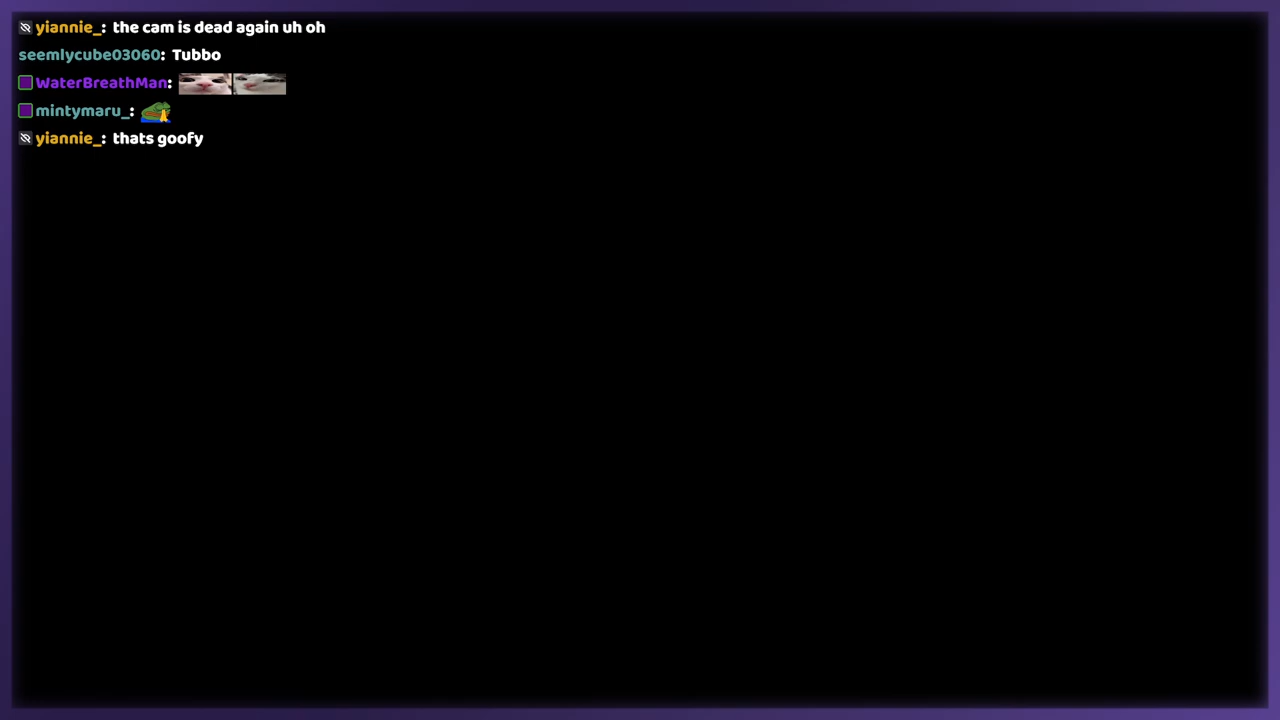 yiannie_: the cam is dead again uh oh
seemlycube03060: Tubbo
WaterBreathMan:
mintymaru_:
yiannie_: thats goofy